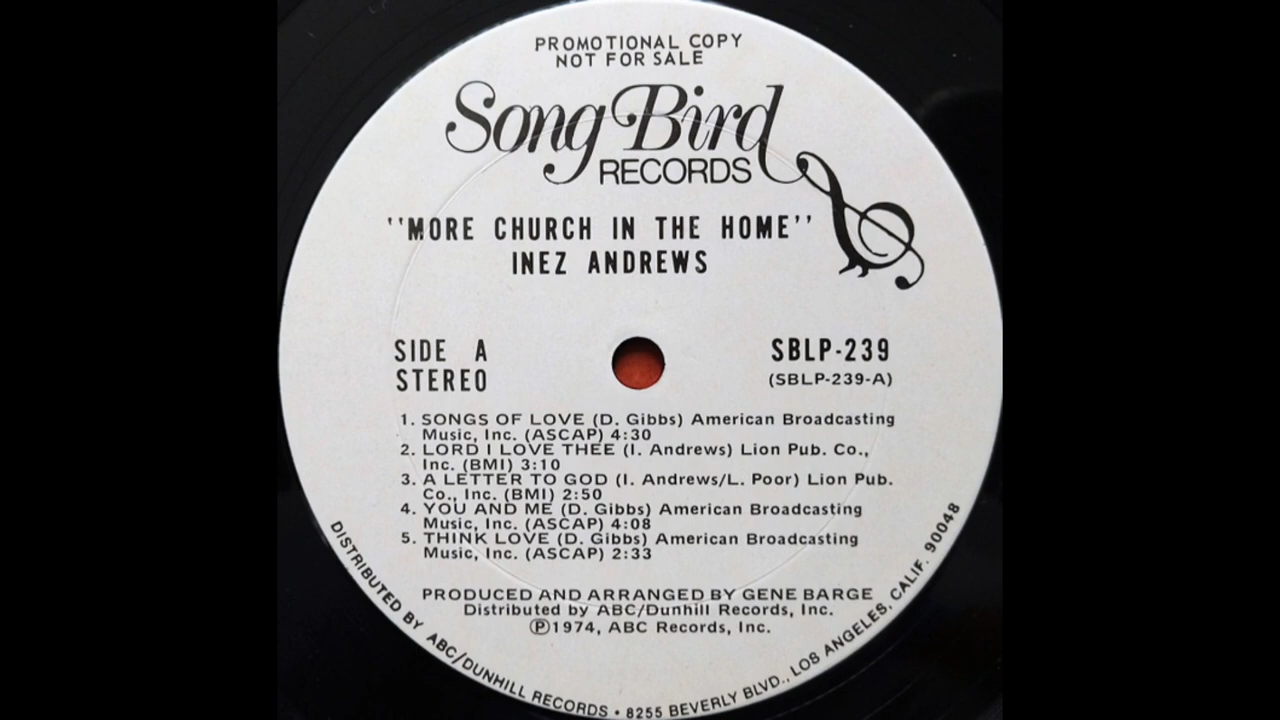 PROMOTIONAL COPY
NOT FOR SALE
Song Bird
RECORDS
"MORE CHURCH IN THE HOME"
INEZ ANDREWS
SIDE A
STEREO
SBLP-239
(SBLP-239-A)
1. SONGS OF LOVE (D. Gibbs) American Broadcasting
Music, Inc. (ASCAP) 4:30
2. LORD I LOVE THEE (I. Andrews) Lion Pub. Co.,
Inc. (BMI) 3:10
3. A LETTER TO GOD (I. Andrews/L. Poor) Lion Pub.
Co., Inc. (BMI) 2:50
4. YOU AND ME (D. Gibbs) American Broadcasting
Music, Inc. (ASCAP) 4:08
5. THINK LOVE (D. Gibbs) American Broadcasting
Music, Inc. (ASCAP) 2:33
PRODUCED AND ARRANGED BY GENE BARGE
Distributed by ABC/Dunhill Records, Inc.
Ⓟ1974, ABC Records, Inc.
DISTRIBUTED BY ABC/DUNHILL RECORDS • 8255 BEVERLY BLVD., LOS ANGELES, CALIF. 90048